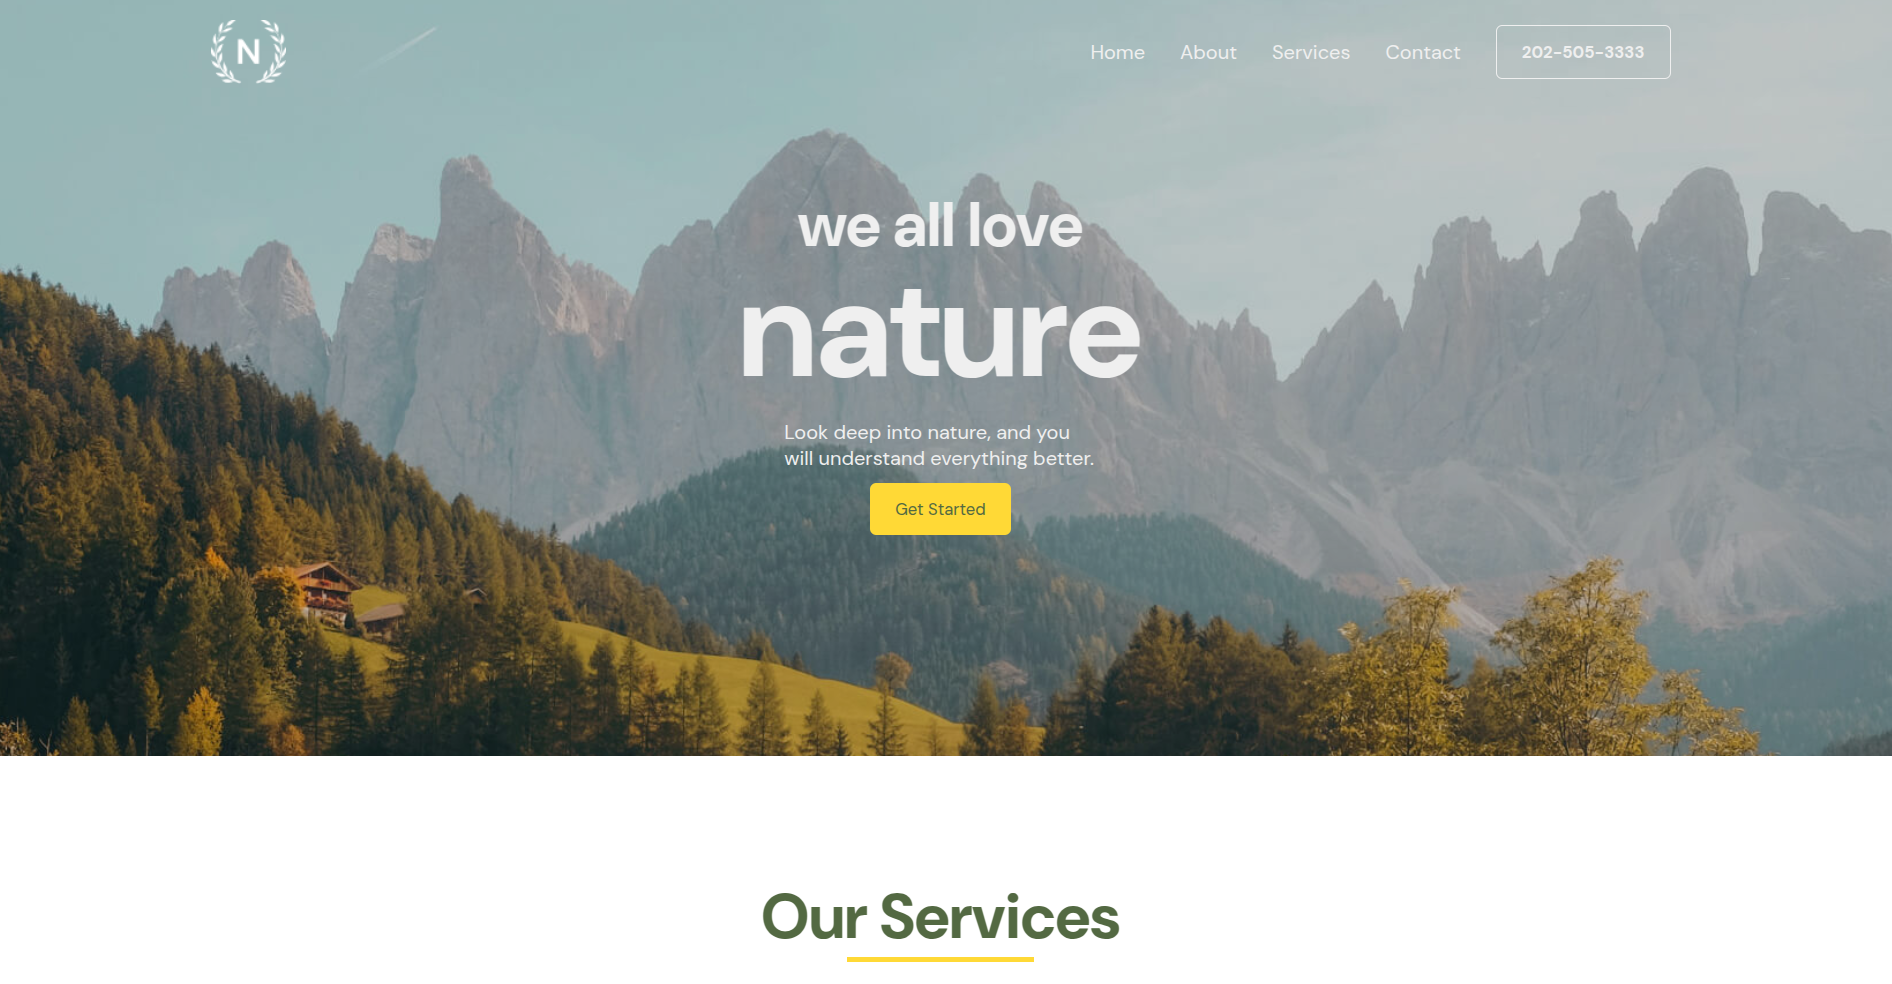 N
Home About Services Contact 202-505-3333
we all love
nature
Look deep into nature, and you
will understand everything better.
Get Started
Our Services